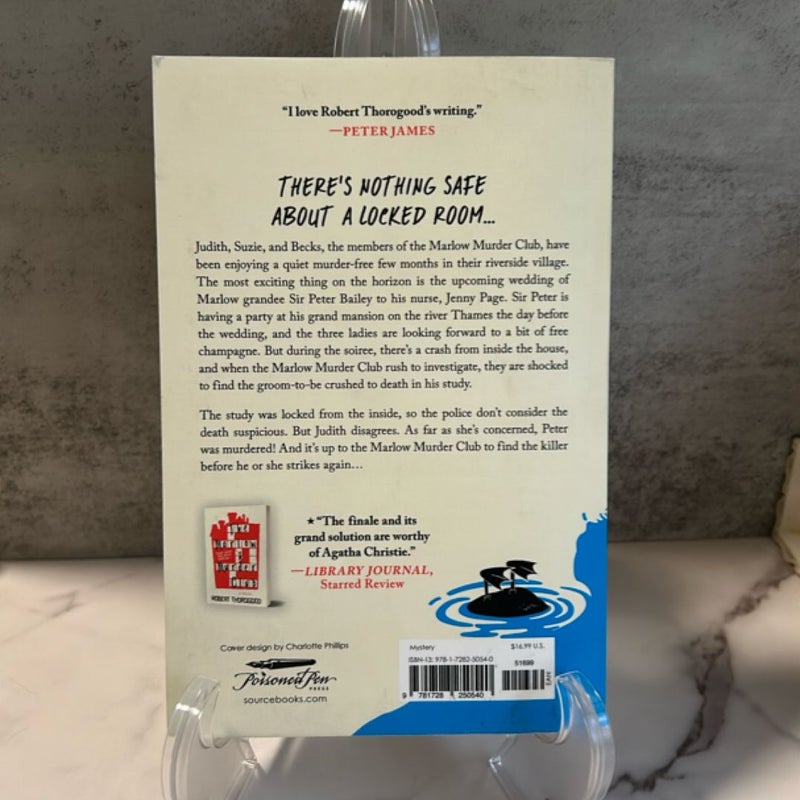 “I love Robert Thorogood’s writing.”
—PETER JAMES
THERE'S NOTHING SAFE
ABOUT A LOCKED ROOM...
Judith, Suzie, and Becks, the members of the Marlow Murder Club, have
been enjoying a quiet murder-free few months in their riverside village.
The most exciting thing on the horizon is the upcoming wedding of
Marlow grandee Sir Peter Bailey to his nurse, Jenny Page. Sir Peter is
having a party at his grand mansion on the river Thames the day before
the wedding, and the three ladies are looking forward to a bit of free
champagne. But during the soiree, there’s a crash from inside the house,
and when the Marlow Murder Club rush to investigate, they are shocked
to find the groom-to-be crushed to death in his study.
The study was locked from the inside, so the police don’t consider the
death suspicious. But Judith disagrees. As far as she’s concerned, Peter
was murdered! And it’s up to the Marlow Murder Club to find the killer
before he or she strikes again…
★“The finale and its
grand solution are worthy
of Agatha Christie.”
—LIBRARY JOURNAL,
Starred Review
THE
MARLOW
MURDER
CLUB
ROBERT THOROGOOD
Cover design by Charlotte Phillips
Poisoned Pen
PRESS
sourcebooks.com
Mystery $16.99 U.S.
ISBN-13: 978-1-7282-5054-0
51699
EAN
9 781728 250540